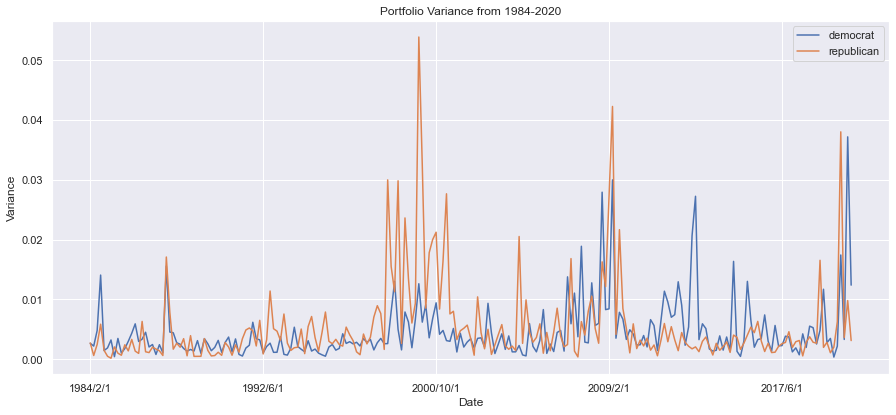 Portfolio Variance from 1984-2020
democrat
republican
Variance
0.05
0.04
0.03
0.02
0.01
0.00
1984/2/1 1992/6/1 2000/10/1 2009/2/1 2017/6/1
Date